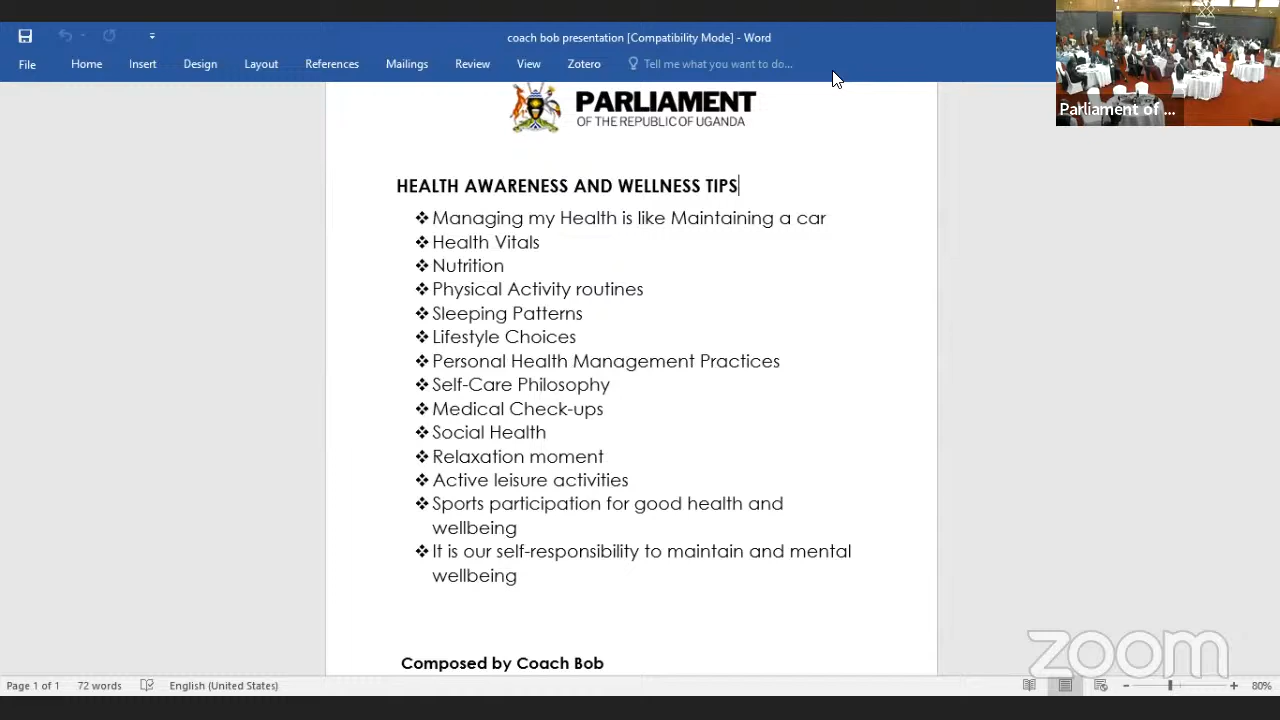 coach bob presentation [Compatibility Mode] - Word
File Home Insert Design Layout References Mailings Review View Zotero Tell me what you want to do...
Parliament of ...
PARLIAMENT
OF THE REPUBLIC OF UGANDA
HEALTH AWARENESS AND WELLNESS TIPS
❖ Managing my Health is like Maintaining a car
❖ Health Vitals
❖ Nutrition
❖ Physical Activity routines
❖ Sleeping Patterns
❖ Lifestyle Choices
❖ Personal Health Management Practices
❖ Self-Care Philosophy
❖ Medical Check-ups
❖ Social Health
❖ Relaxation moment
❖ Active leisure activities
❖ Sports participation for good health and
wellbeing
❖ It is our self-responsibility to maintain and mental
wellbeing
Composed by Coach Bob
zoom
Page 1 of 1 72 words English (United States) 80%